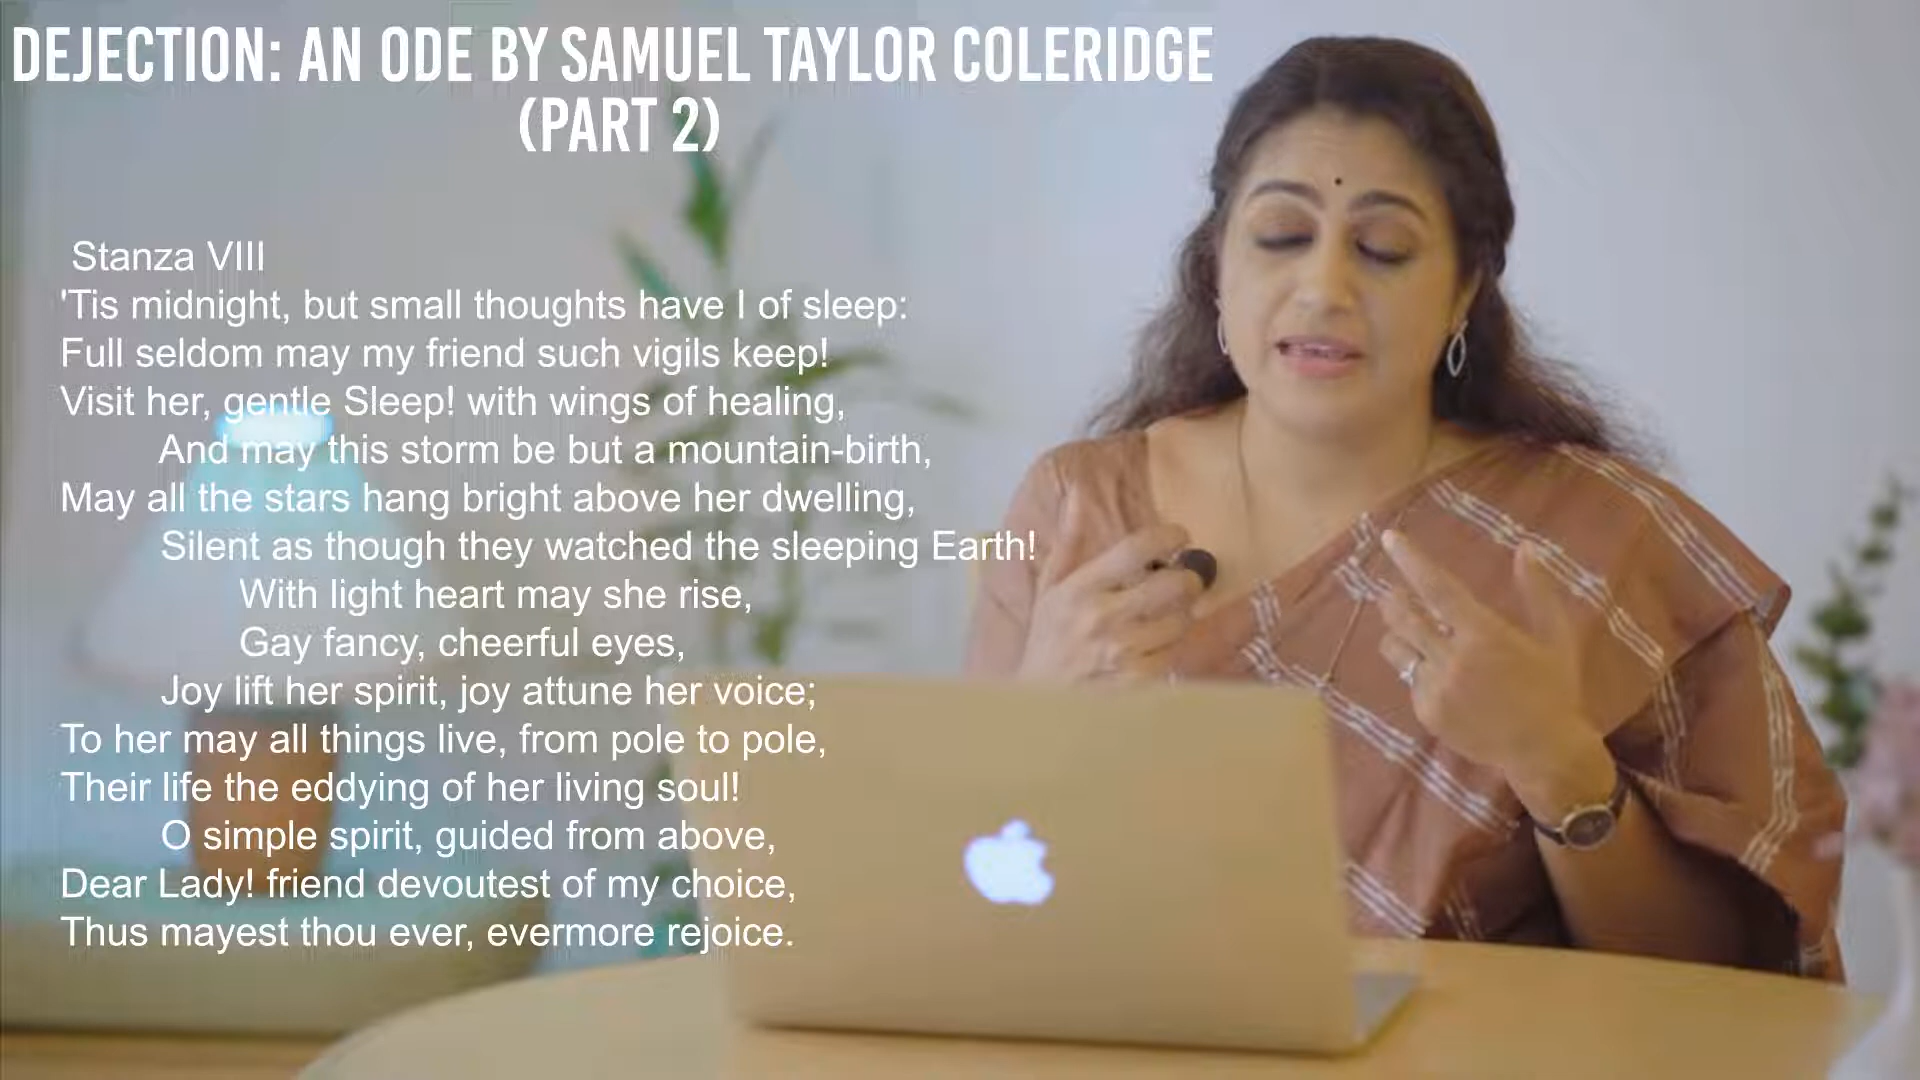 DEJECTION: AN ODE BY SAMUEL TAYLOR COLERIDGE
(PART 2)
Stanza VIII
'Tis midnight, but small thoughts have I of sleep:
Full seldom may my friend such vigils keep!
Visit her, gentle Sleep! with wings of healing,
And may this storm be but a mountain-birth,
May all the stars hang bright above her dwelling,
Silent as though they watched the sleeping Earth!
With light heart may she rise,
Gay fancy, cheerful eyes,
Joy lift her spirit, joy attune her voice;
To her may all things live, from pole to pole,
Their life the eddying of her living soul!
O simple spirit, guided from above,
Dear Lady! friend devoutest of my choice,
Thus mayest thou ever, evermore rejoice.